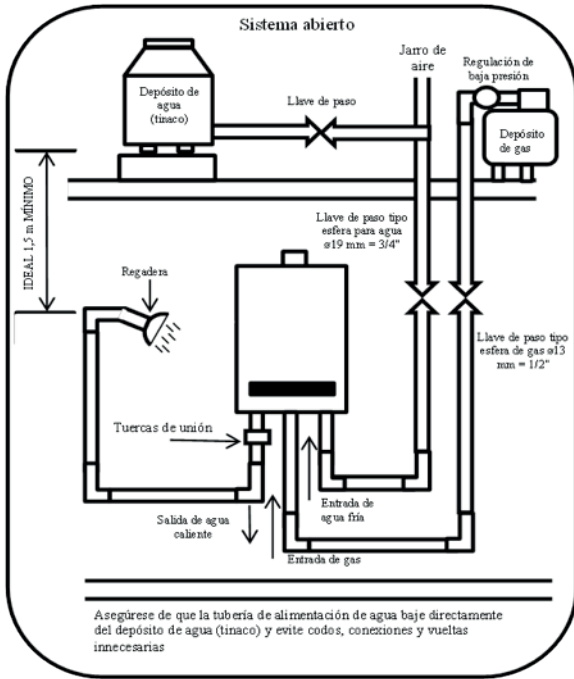 Sistema abierto
Jarro de
aire
Regulación de
baja presión
Depósito de
agua
(tinaco)
Llave de paso
Depósito
de gas
IDEAL 1,5 m MÍNIMO
Llave de paso tipo
esfera para agua
ø19 mm = 3/4"
Regadera
Llave de paso tipo
esfera de gas ø13
mm = 1/2"
Tuercas de unión
Salida de agua
caliente
Entrada de
agua fría
Entrada de gas
Asegúrese de que la tubería de alimentación de agua baje directamente
del depósito de agua (tinaco) y evite codos, conexiones y vueltas
innecesarias